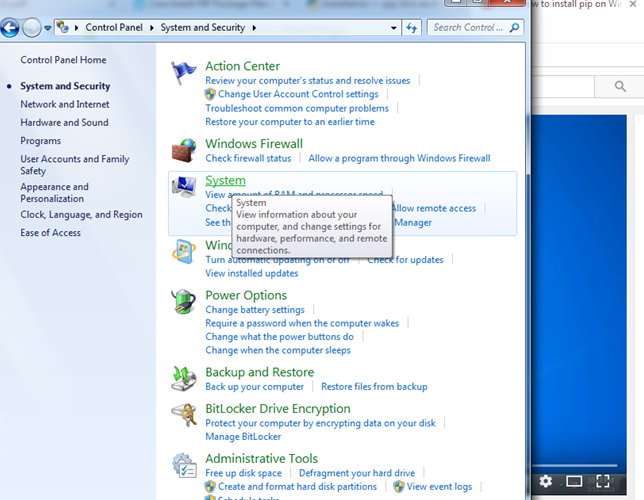 w to install pip on Win
Control Panel
System and Security
Search Control ...
Control Panel Home
System and Security
Network and Internet
Hardware and Sound
Programs
User Accounts and Family
Safety
Appearance and
Personalization
Clock, Language, and Region
Ease of Access
Action Center
Review your computer's status and resolve issues
Change User Account Control settings
Troubleshoot common computer problems
Restore your computer to an earlier time
Windows Firewall
Check firewall status
Allow a program through Windows Firewall
System
View amount of RAM and processor speed
Check
Allow remote access
See th
Manager
System
View information about your
computer, and change settings for
hardware, performance, and remote
connections.
Wind
Turn automatic updating on or off
Check for updates
View installed updates
Power Options
Change battery settings
Require a password when the computer wakes
Change what the power buttons do
Change when the computer sleeps
Backup and Restore
Back up your computer
Restore files from backup
BitLocker Drive Encryption
Protect your computer by encrypting data on your disk
Manage BitLocker
Administrative Tools
Free up disk space
Defragment your hard drive
Create and format hard disk partitions
View event logs
Schedule tasks